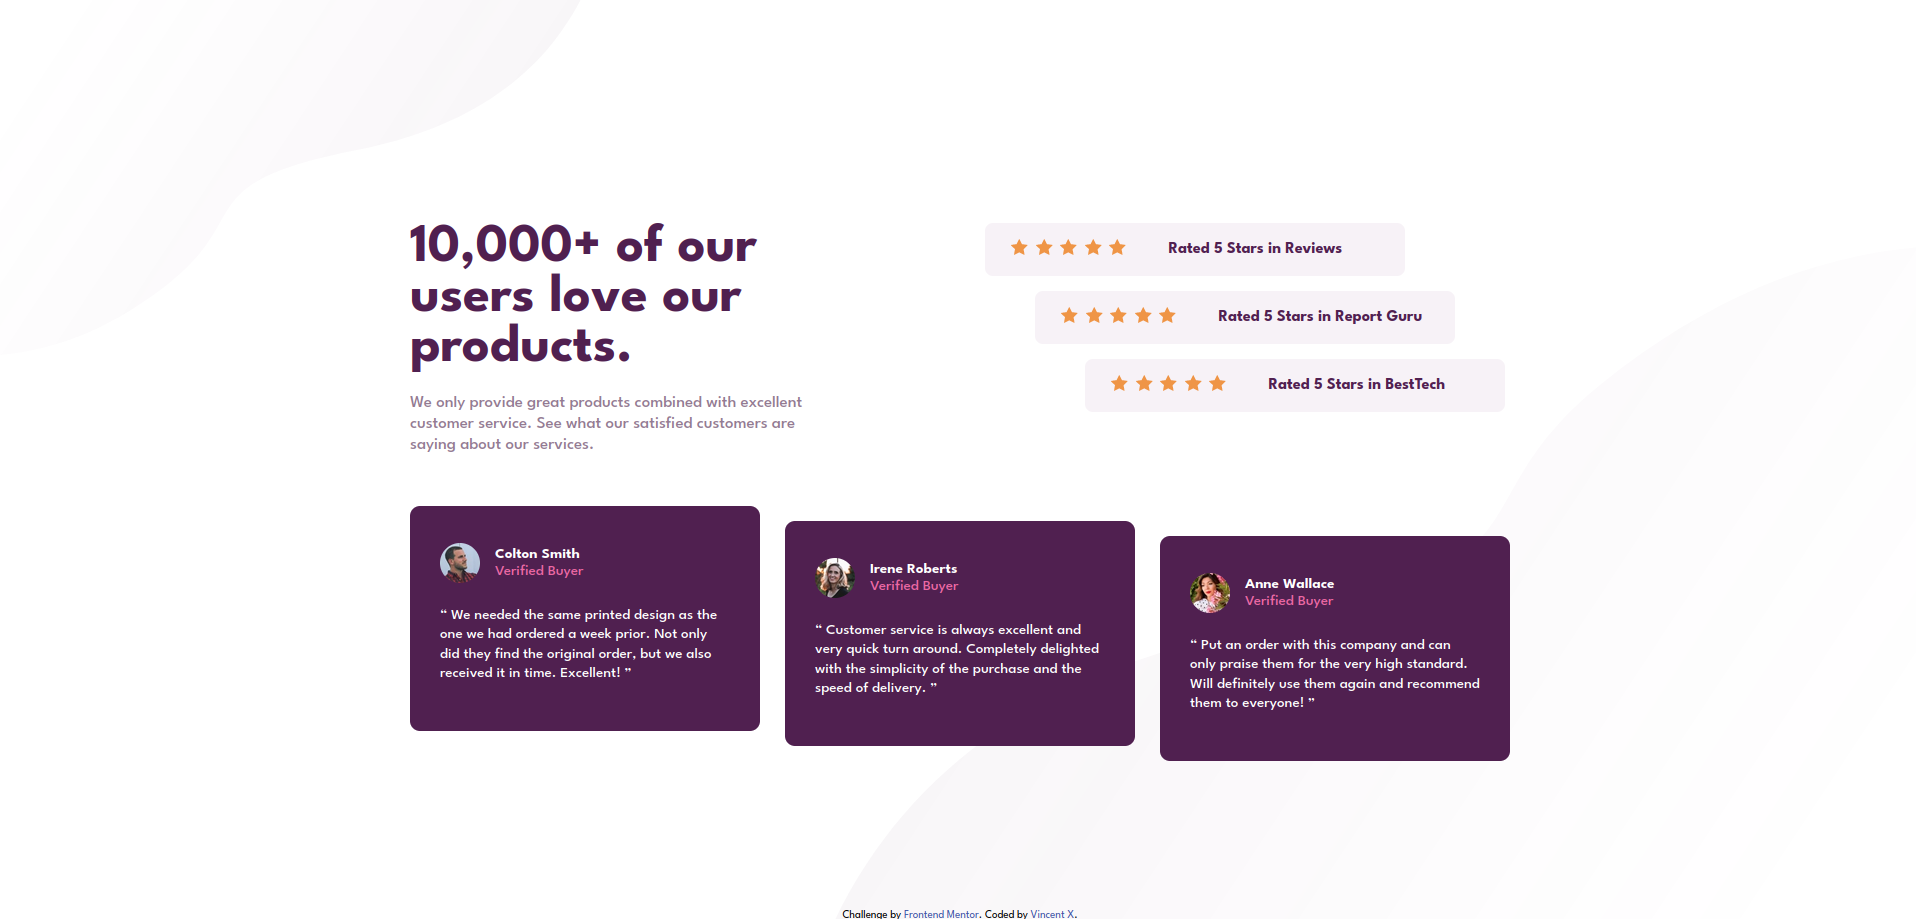 10,000+ of our
users love our
products.
We only provide great products combined with excellent
customer service. See what our satisfied customers are
saying about our services.
Rated 5 Stars in Reviews
Rated 5 Stars in Report Guru
Rated 5 Stars in BestTech
Colton Smith
Verified Buyer
“ We needed the same printed design as the
one we had ordered a week prior. Not only
did they find the original order, but we also
received it in time. Excellent! ”
Irene Roberts
Verified Buyer
“ Customer service is always excellent and
very quick turn around. Completely delighted
with the simplicity of the purchase and the
speed of delivery. ”
Anne Wallace
Verified Buyer
“ Put an order with this company and can
only praise them for the very high standard.
Will definitely use them again and recommend
them to everyone! ”
Challenge by Frontend Mentor. Coded by Vincent X.